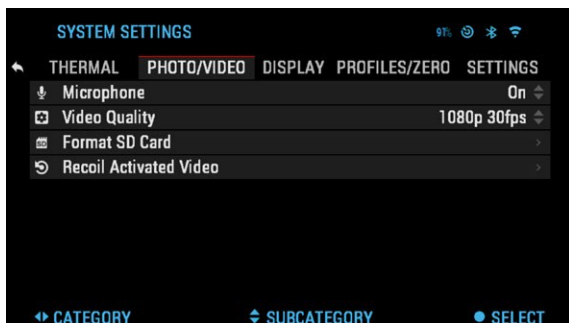 SYSTEM SETTINGS 91%
THERMAL PHOTO/VIDEO DISPLAY PROFILES/ZERO SETTINGS
Microphone On
Video Quality 1080p 30fps
Format SD Card
Recoil Activated Video
CATEGORY SUBCATEGORY SELECT